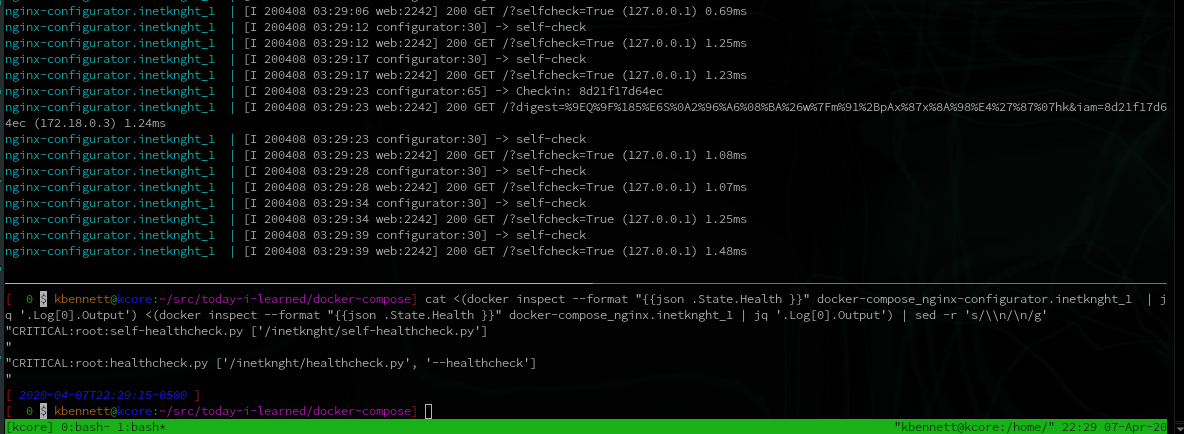 nginx-configurator.inetknght_1  | [I 200408 03:29:06 web:2242] 200 GET /?selfcheck=True (127.0.0.1) 0.69ms
nginx-configurator.inetknght_1  | [I 200408 03:29:12 configurator:30] -> self-check
nginx-configurator.inetknght_1  | [I 200408 03:29:12 web:2242] 200 GET /?selfcheck=True (127.0.0.1) 1.25ms
nginx-configurator.inetknght_1  | [I 200408 03:29:17 configurator:30] -> self-check
nginx-configurator.inetknght_1  | [I 200408 03:29:17 web:2242] 200 GET /?selfcheck=True (127.0.0.1) 1.23ms
nginx-configurator.inetknght_1  | [I 200408 03:29:23 configurator:65] -> Checkin: 8d21f17d64ec
nginx-configurator.inetknght_1  | [I 200408 03:29:23 web:2242] 200 GET /?digest=%9EQ%9F%185%E6S%0A2%96%A6%08%BA%26w%7Fm%91%2BpAx%87x%8A%98%E4%27%87%07hk&iam=8d21f17d6
4ec (172.18.0.3) 1.24ms
nginx-configurator.inetknght_1  | [I 200408 03:29:23 configurator:30] -> self-check
nginx-configurator.inetknght_1  | [I 200408 03:29:23 web:2242] 200 GET /?selfcheck=True (127.0.0.1) 1.08ms
nginx-configurator.inetknght_1  | [I 200408 03:29:28 configurator:30] -> self-check
nginx-configurator.inetknght_1  | [I 200408 03:29:28 web:2242] 200 GET /?selfcheck=True (127.0.0.1) 1.07ms
nginx-configurator.inetknght_1  | [I 200408 03:29:34 configurator:30] -> self-check
nginx-configurator.inetknght_1  | [I 200408 03:29:34 web:2242] 200 GET /?selfcheck=True (127.0.0.1) 1.25ms
nginx-configurator.inetknght_1  | [I 200408 03:29:39 configurator:30] -> self-check
nginx-configurator.inetknght_1  | [I 200408 03:29:39 web:2242] 200 GET /?selfcheck=True (127.0.0.1) 1.48ms
[  0 $ kbennett@kcore:~/src/today-i-learned/docker-compose] cat <(docker inspect --format "{{json .State.Health }}" docker-compose_nginx-configurator.inetknght_1  | j
q '.Log[0].Output') <(docker inspect --format "{{json .State.Health }}" docker-compose_nginx.inetknght_1 | jq '.Log[0].Output') | sed -r 's/\\n/\n/g'
"CRITICAL:root:self-healthcheck.py ['/inetknght/self-healthcheck.py']
"
"CRITICAL:root:healthcheck.py ['/inetknght/healthcheck.py', '--healthcheck']
"
[ 2020-04-07T22:29:15-0500 ]
[  0 $ kbennett@kcore:~/src/today-i-learned/docker-compose]
[kcore] 0:bash- 1:bash* "kbennett@kcore:/home/" 22:29 07-Apr-20